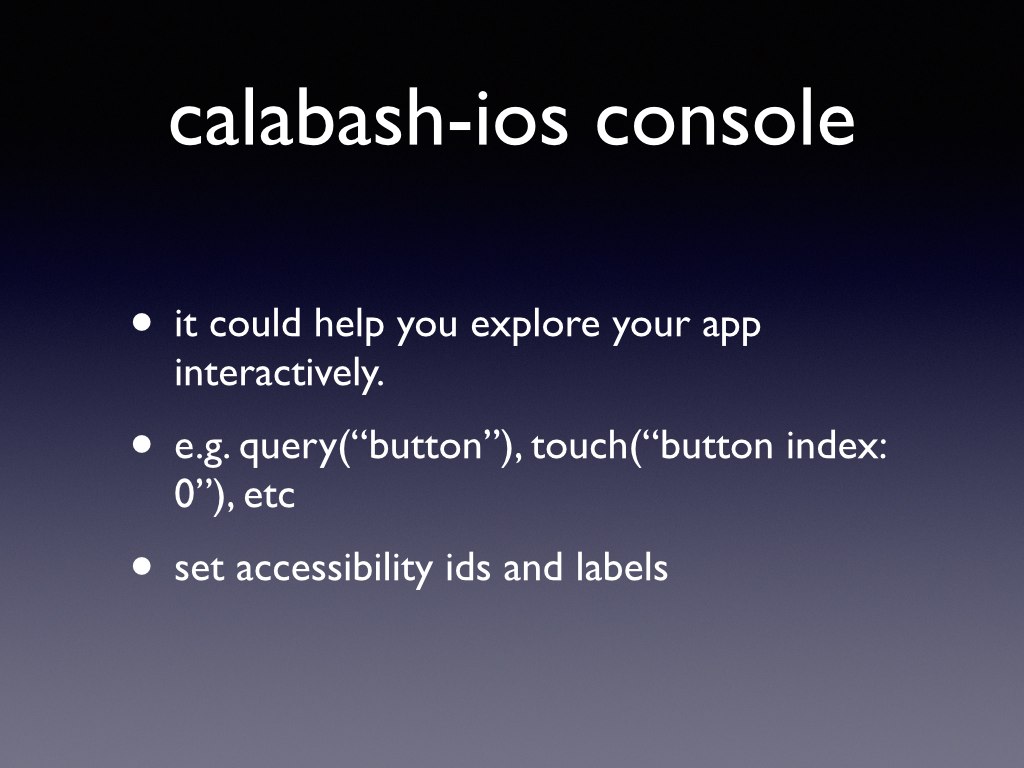 calabash-ios console
• it could help you explore your app
interactively.
• e.g. query(“button”), touch(“button index:
0”), etc
• set accessibility ids and labels